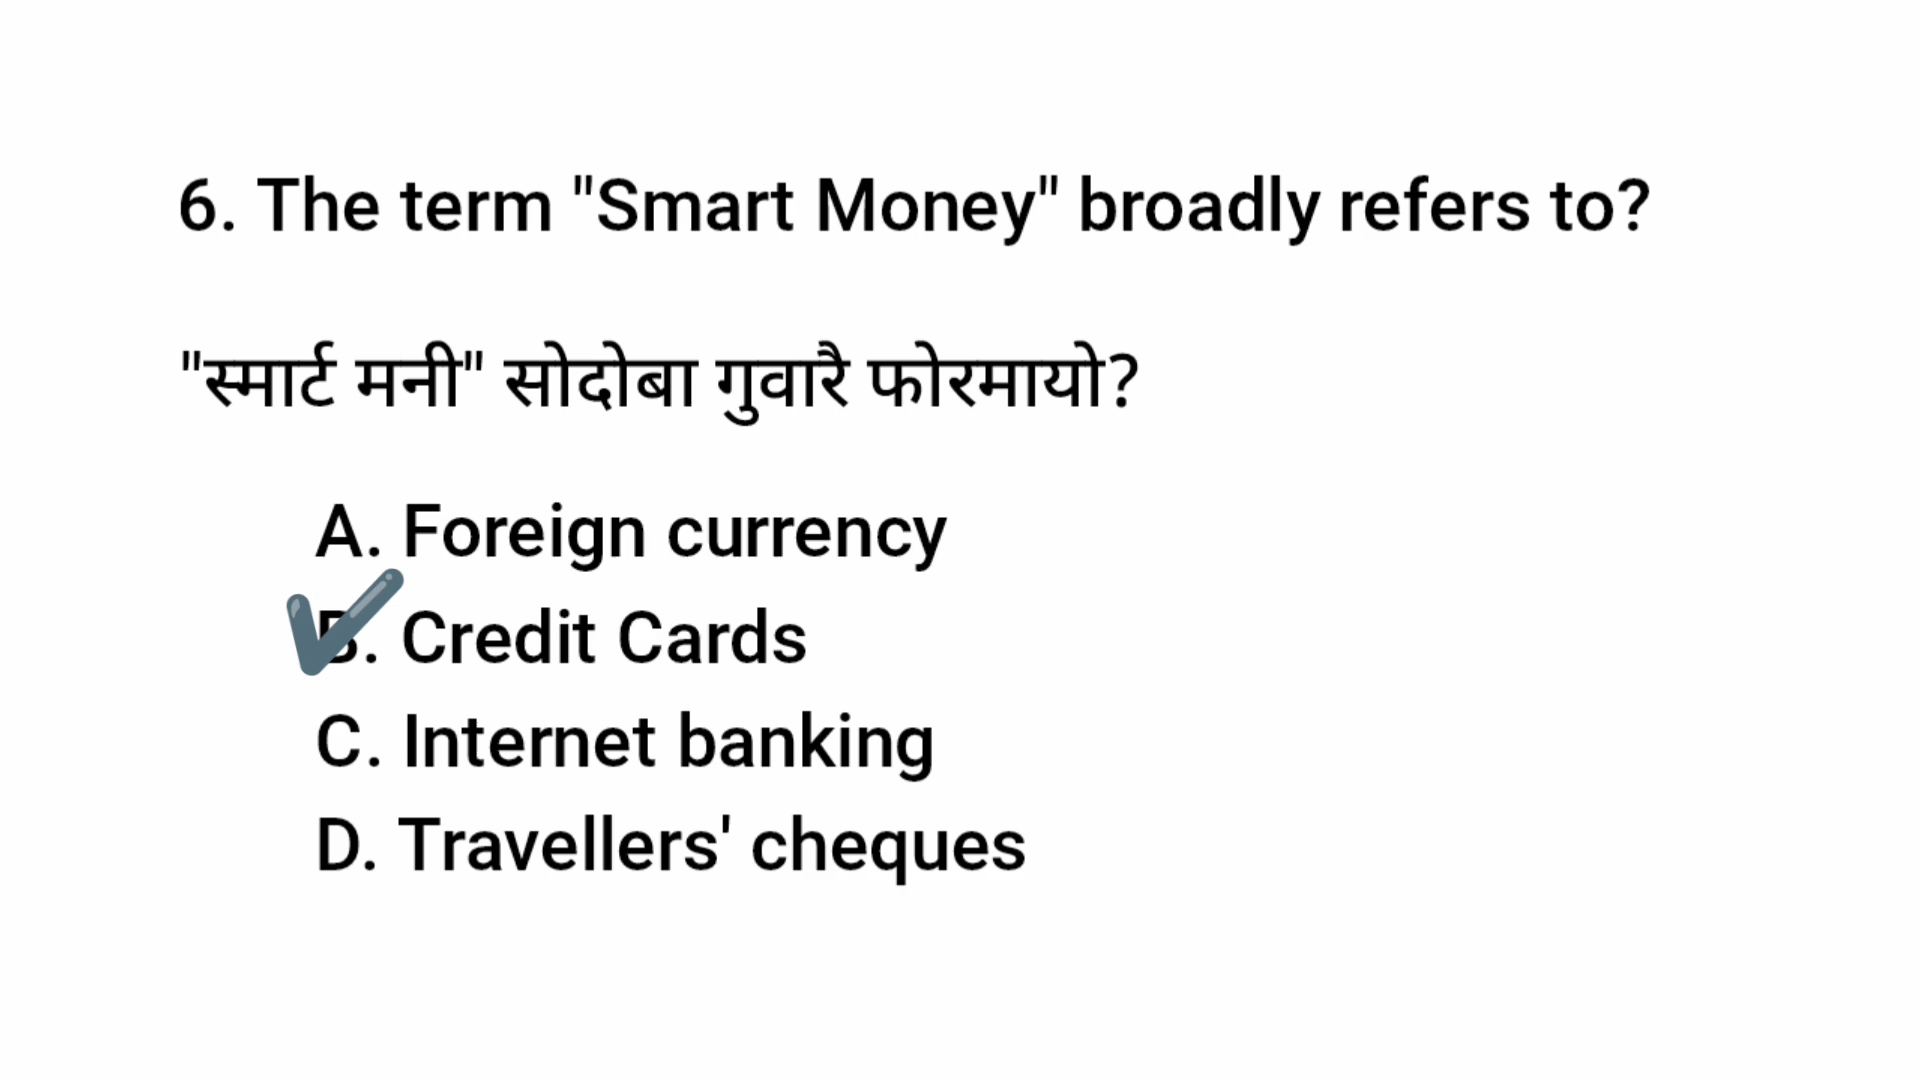 6. The term "Smart Money" broadly refers to?
"स्मार्ट मनी" सोदोबा गुवारै फोरमायो?
A. Foreign currency
B. Credit Cards
C. Internet banking
D. Travellers' cheques